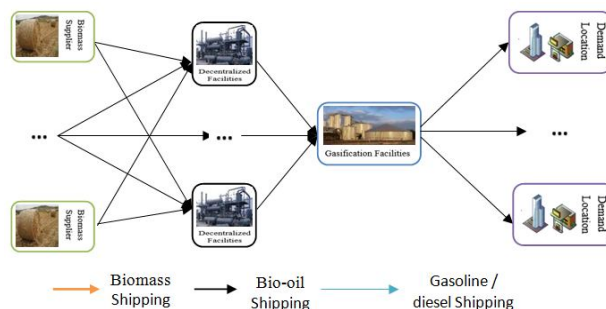 Biomass
Supplier
Decentralized Facilities
Demand
Location
...
...
Gasification Facilities
...
Biomass
Supplier
Decentralized
Facilities
Demand
Location
Biomass
Shipping
Bio-oil
Shipping
Gasoline /
diesel Shipping